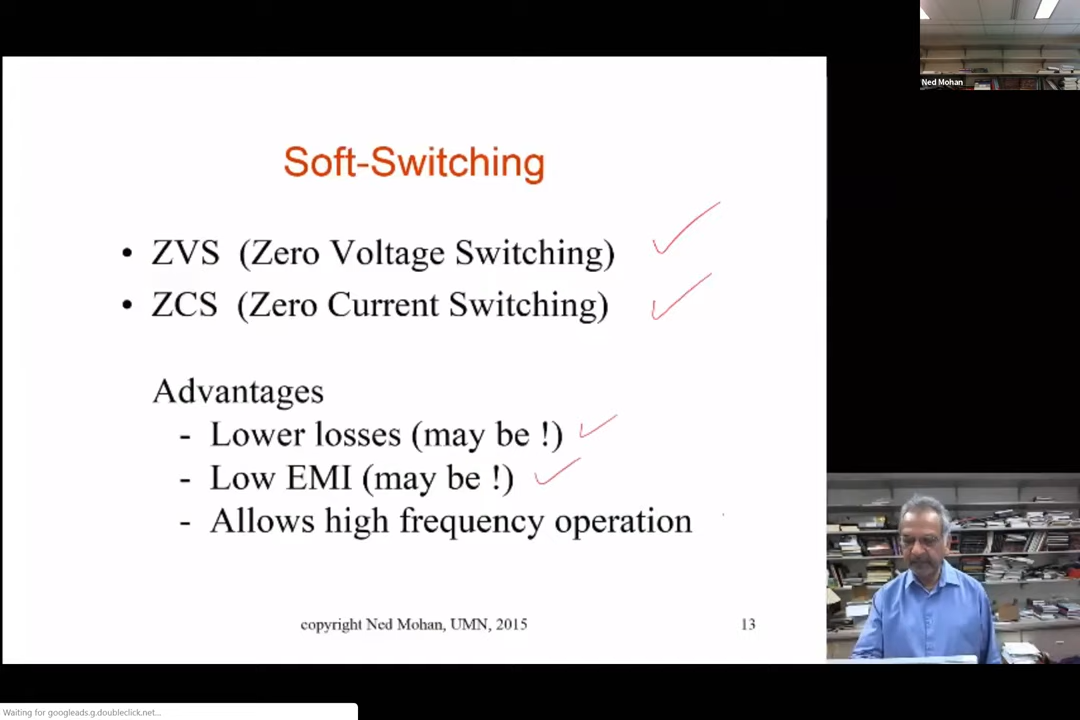 Ned Mohan
Soft-Switching
• ZVS (Zero Voltage Switching)
• ZCS (Zero Current Switching)
Advantages
- Lower losses (may be !)
- Low EMI (may be !)
- Allows high frequency operation
copyright Ned Mohan, UMN, 2015
13
Waiting for googleads.g.doubleclick.net...